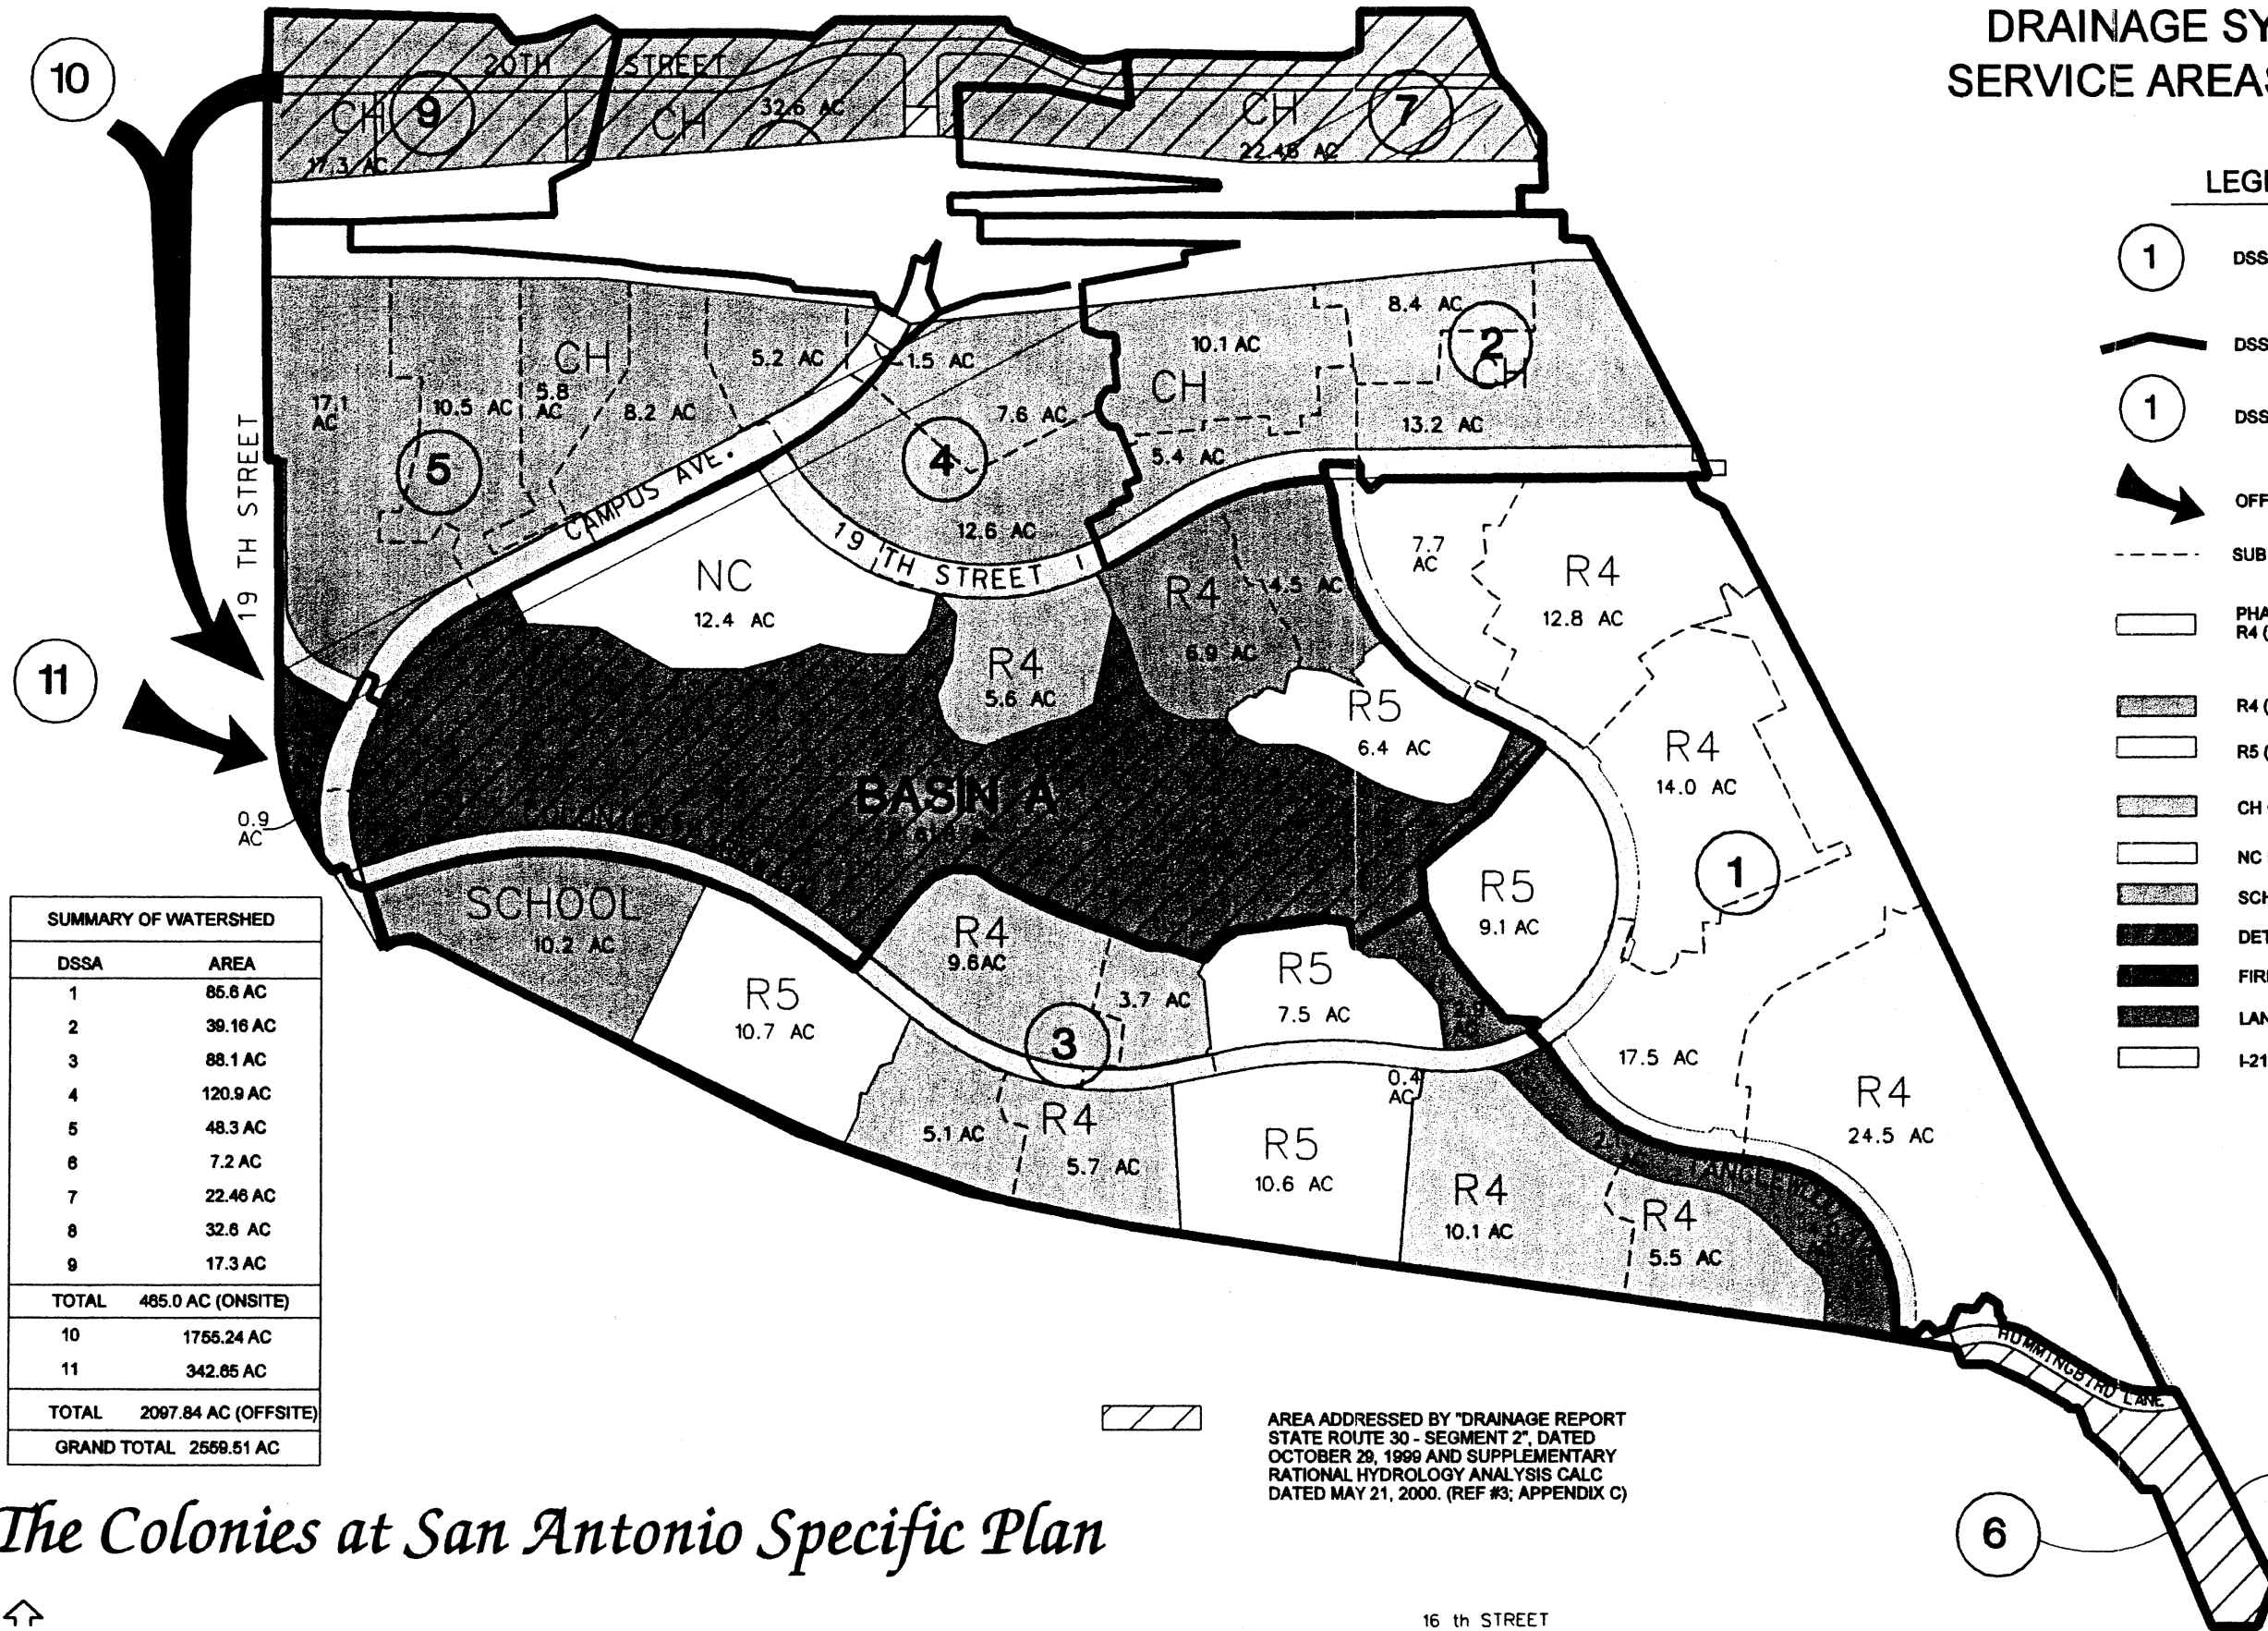 DRAINAGE SY
SERVICE AREAS
LEGE
1
DSS
DSS
1
DSS
OFF
SUB
PHA
R4 (
R4 (
R5 (
CH
NC
SCH
DET
FIRE
LAN
I-21
10
20TH STREET
CH
9
17.3 AC
CH
32.6 AC
CH
7
22.46 AC
19 TH STREET
17.1
AC
10.5 AC
5
CH
5.8
AC
8.2 AC
5.2 AC
1.5 AC
7.6 AC
4
12.6 AC
CAMPUS AVE.
19 TH STREET
10.1 AC
CH
5.4 AC
8.4 AC
2
CH
13.2 AC
NC
12.4 AC
R4
5.6 AC
R4
4.5 AC
6.9 AC
R5
6.4 AC
7.7
AC
R4
12.8 AC
R4
14.0 AC
1
11
0.9
AC
BASIN A
SCHOOL
10.2 AC
R5
10.7 AC
R4
9.6AC
3.7 AC
3
R5
7.5 AC
R5
9.1 AC
17.5 AC
R4
24.5 AC
5.1 AC
R4
5.7 AC
R5
10.6 AC
0.4
AC
R4
10.1 AC
R4
5.5 AC
HUMMINGBIRD LANE
6
SUMMARY OF WATERSHED
DSSA AREA
1 85.6 AC
2 39.16 AC
3 88.1 AC
4 120.9 AC
5 48.3 AC
6 7.2 AC
7 22.46 AC
8 32.6 AC
9 17.3 AC
TOTAL 465.0 AC (ONSITE)
10 1755.24 AC
11 342.65 AC
TOTAL 2097.84 AC (OFFSITE)
GRAND TOTAL 2559.51 AC
AREA ADDRESSED BY "DRAINAGE REPORT
STATE ROUTE 30 - SEGMENT 2", DATED
OCTOBER 29, 1999 AND SUPPLEMENTARY
RATIONAL HYDROLOGY ANALYSIS CALC
DATED MAY 21, 2000. (REF #3; APPENDIX C)
The Colonies at San Antonio Specific Plan
16 th STREET